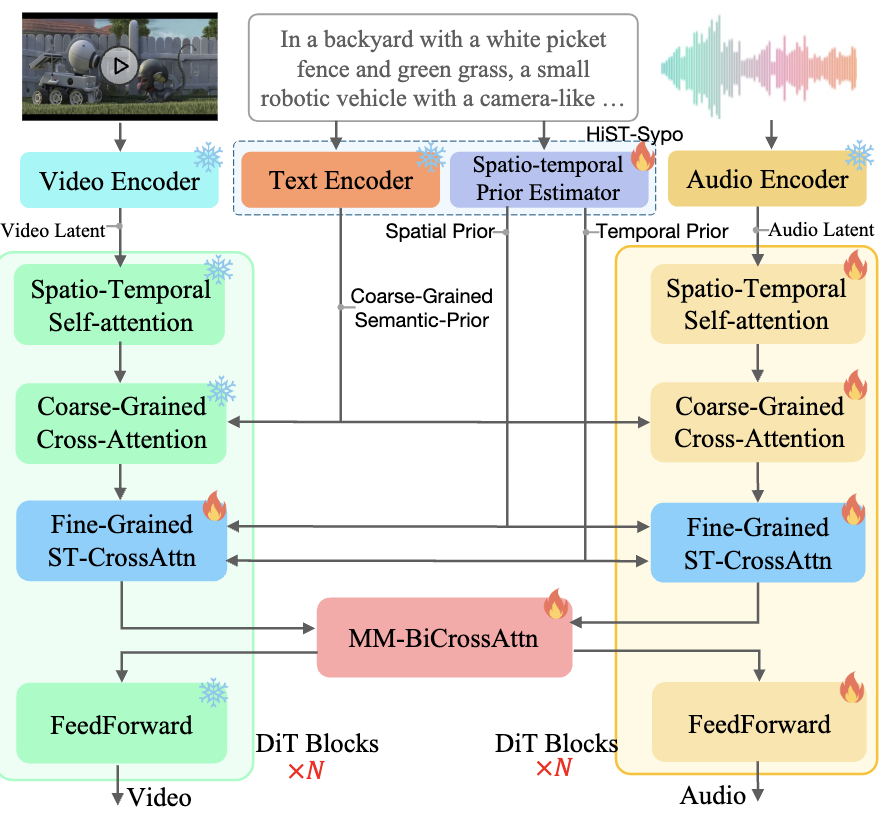 In a backyard with a white picket
fence and green grass, a small
robotic vehicle with a camera-like …
HiST-Sypo
Video Encoder
Text Encoder
Spatio-temporal
Prior Estimator
Audio Encoder
Video Latent
Spatial Prior
Temporal Prior
Audio Latent
Spatio-Temporal
Self-attention
Coarse-Grained
Semantic-Prior
Spatio-Temporal
Self-attention
Coarse-Grained
Cross-Attention
Coarse-Grained
Cross-Attention
Fine-Grained
ST-CrossAttn
Fine-Grained
ST-CrossAttn
MM-BiCrossAttn
FeedForward
FeedForward
DiT Blocks
×N
DiT Blocks
×N
Video
Audio